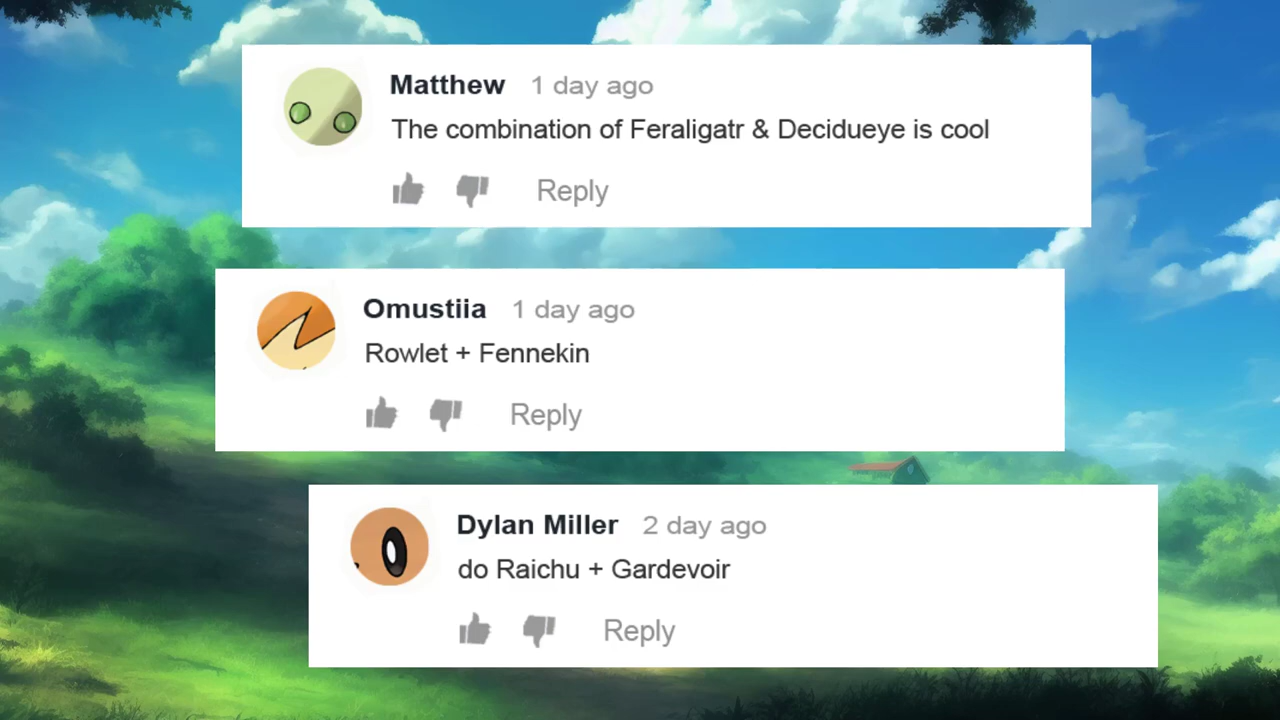 Matthew 1 day ago
The combination of Feraligatr & Decidueye is cool
Reply
Omustiia 1 day ago
Rowlet + Fennekin
Reply
Dylan Miller 2 day ago
do Raichu + Gardevoir
Reply